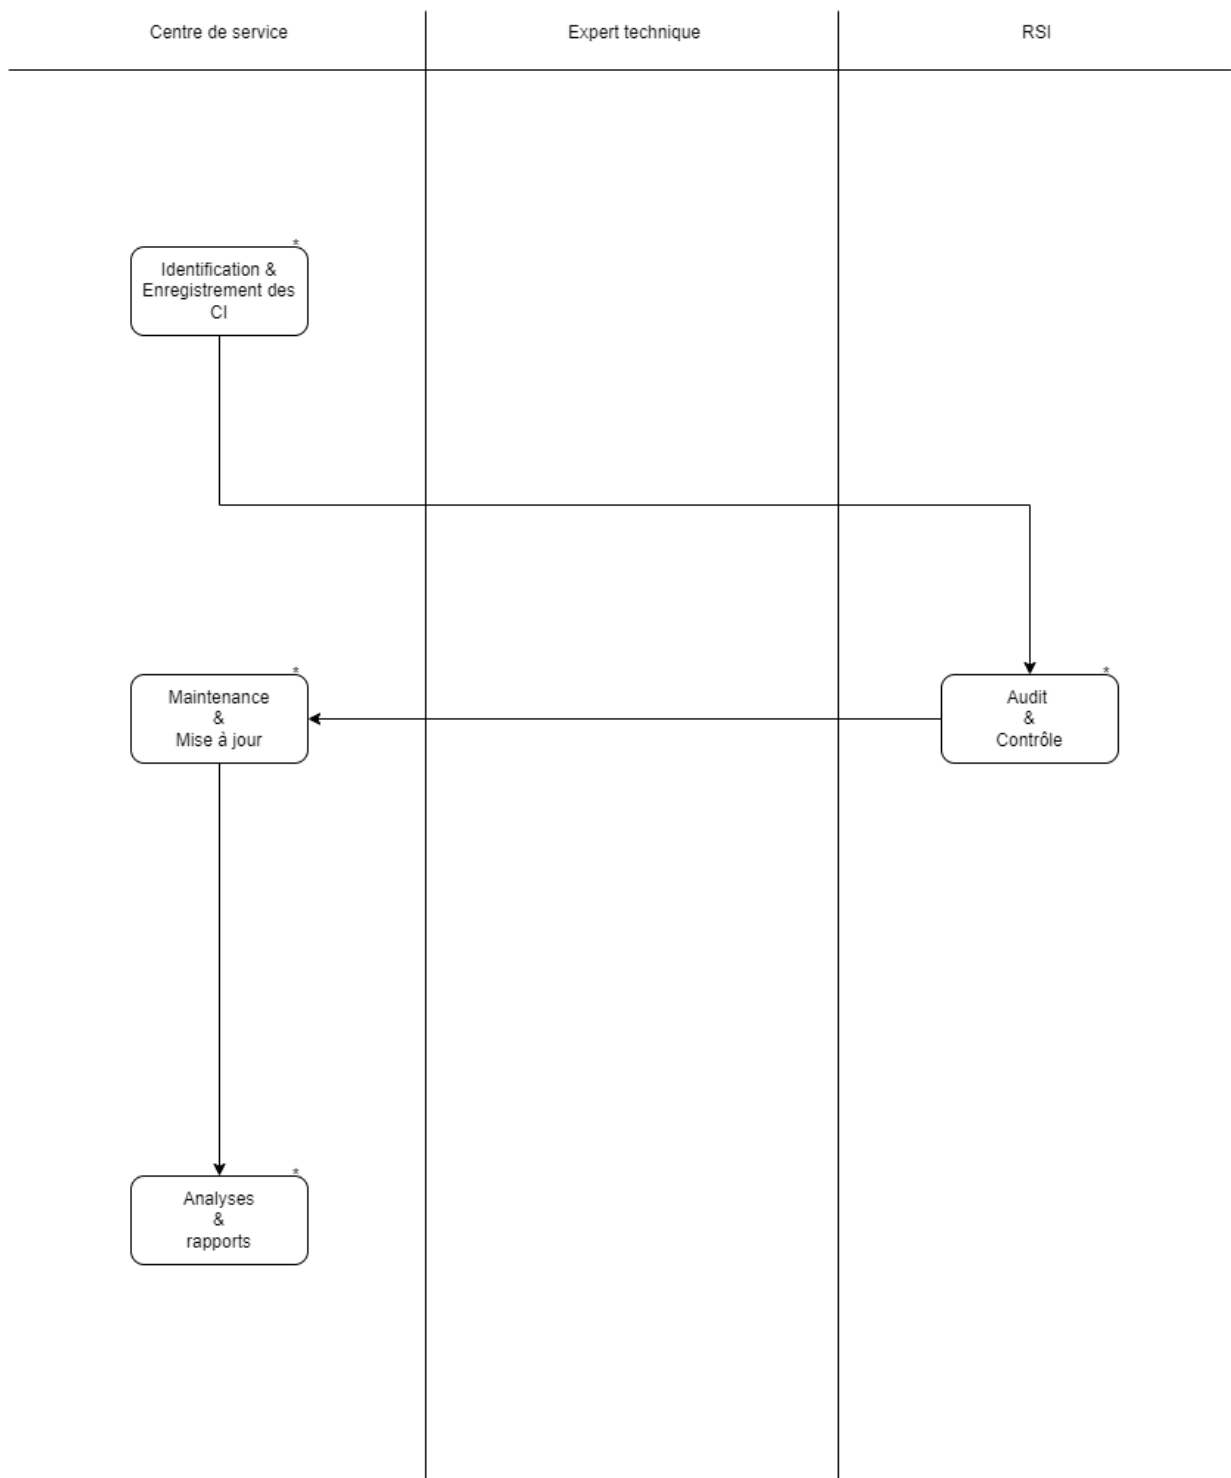 Centre de service
Expert technique
RSI
*
Identification &
Enregistrement des
CI
*
Maintenance
&
Mise à jour
*
Audit
&
Contrôle
*
Analyses
&
rapports